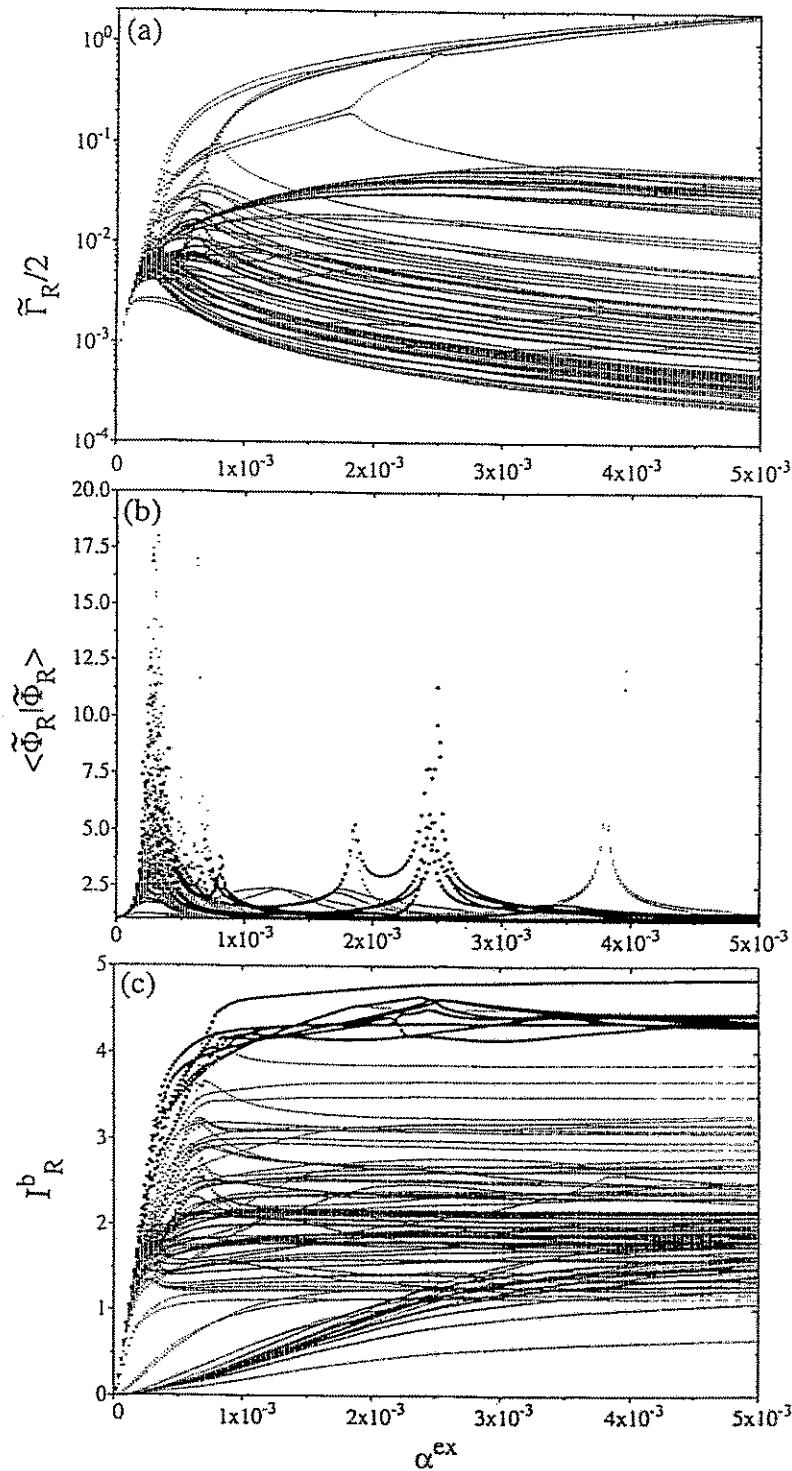 (a)
10⁰
10⁻¹
10⁻²
10⁻³
10⁻⁴
Γ̃_R/2
0 1x10⁻³ 2x10⁻³ 3x10⁻³ 4x10⁻³ 5x10⁻³
(b)
20.0
17.5
15.0
12.5
10.0
7.5
5.0
2.5
<Φ̃_R|Φ̃_R>
0 1x10⁻³ 2x10⁻³ 3x10⁻³ 4x10⁻³ 5x10⁻³
(c)
5
4
3
2
1
0
I^b_R
0 1x10⁻³ 2x10⁻³ 3x10⁻³ 4x10⁻³ 5x10⁻³
α^ex